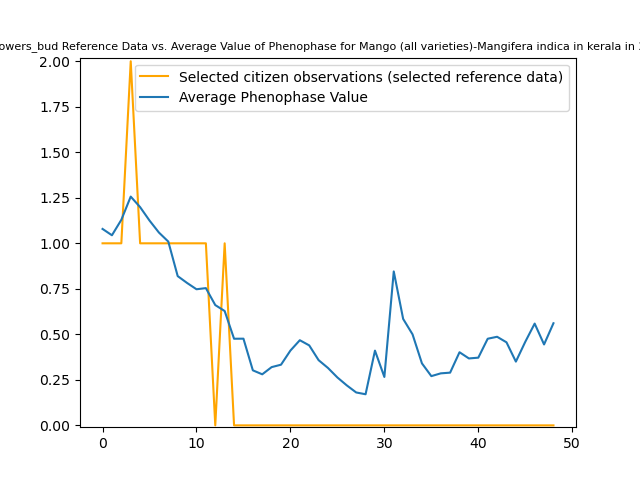 owers_bud Reference Data vs. Average Value of Phenophase for Mango (all varieties)-Mangifera indica in kerala in
Selected citizen observations (selected reference data)
Average Phenophase Value
2.00
1.75
1.50
1.25
1.00
0.75
0.50
0.25
0.00
0 10 20 30 40 50